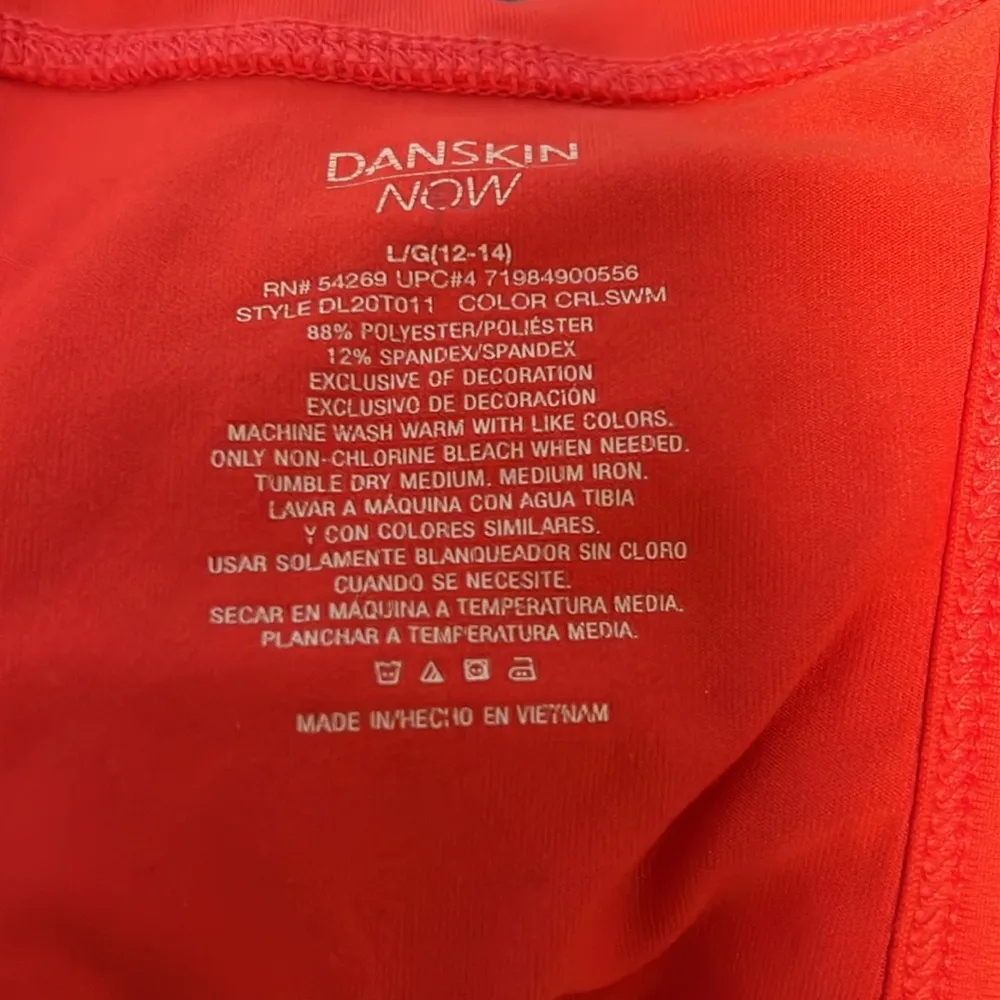 DANSKIN
NOW
L/G(12-14)
RN# 54269 UPC#4 71984900556
STYLE DL20T011 COLOR CRLSWM
88% POLYESTER/POLIÉSTER
12% SPANDEX/SPANDEX
EXCLUSIVE OF DECORATION
EXCLUSIVO DE DECORACIÓN
MACHINE WASH WARM WITH LIKE COLORS.
ONLY NON-CHLORINE BLEACH WHEN NEEDED.
TUMBLE DRY MEDIUM. MEDIUM IRON.
LAVAR A MÁQUINA CON AGUA TIBIA
Y CON COLORES SIMILARES.
USAR SOLAMENTE BLANQUEADOR SIN CLORO
CUANDO SE NECESITE.
SECAR EN MÁQUINA A TEMPERATURA MEDIA.
PLANCHAR A TEMPERATURA MEDIA.
MADE IN/HECHO EN VIETNAM